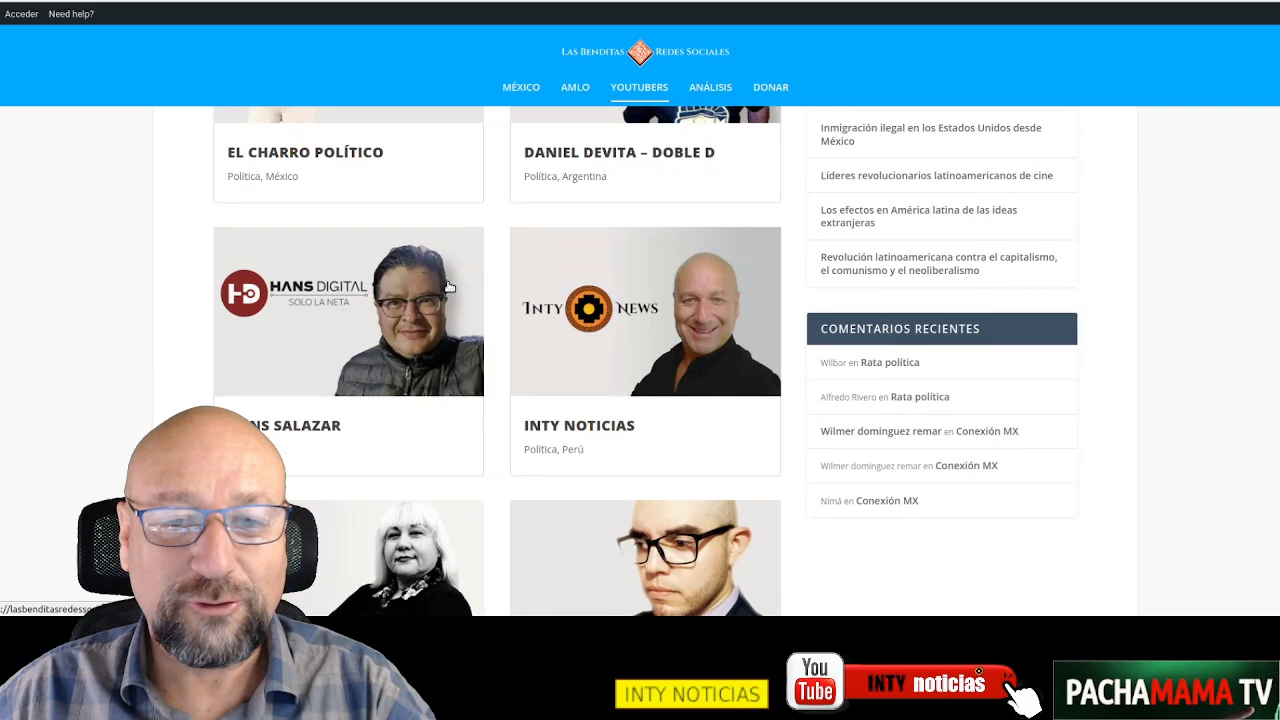 Acceder Need help?
LAS BENDITAS REDES SOCIALES
MÉXICO AMLO YOUTUBERS ANÁLISIS DONAR
EL CHARRO POLÍTICO
Política, México
DANIEL DEVITA – DOBLE D
Política, Argentina
HD HANS DIGITAL
SOLO LA NETA
SALAZAR
INTY NEWS
INTY NOTICIAS
Política, Perú
Inmigración ilegal en los Estados Unidos desde
México
Líderes revolucionarios latinoamericanos de cine
Los efectos en América latina de las ideas
extranjeras
Revolución latinoamericana contra el capitalismo,
el comunismo y el neoliberalismo
COMENTARIOS RECIENTES
Wilbor en Rata política
Alfredo Rivero en Rata política
Wilmer dominguez remar en Conexión MX
Wilmer dominguez remar en Conexión MX
Nimá en Conexión MX
INTY NOTICIAS
You
Tube
INTY noticias
PACHAMAMA TV